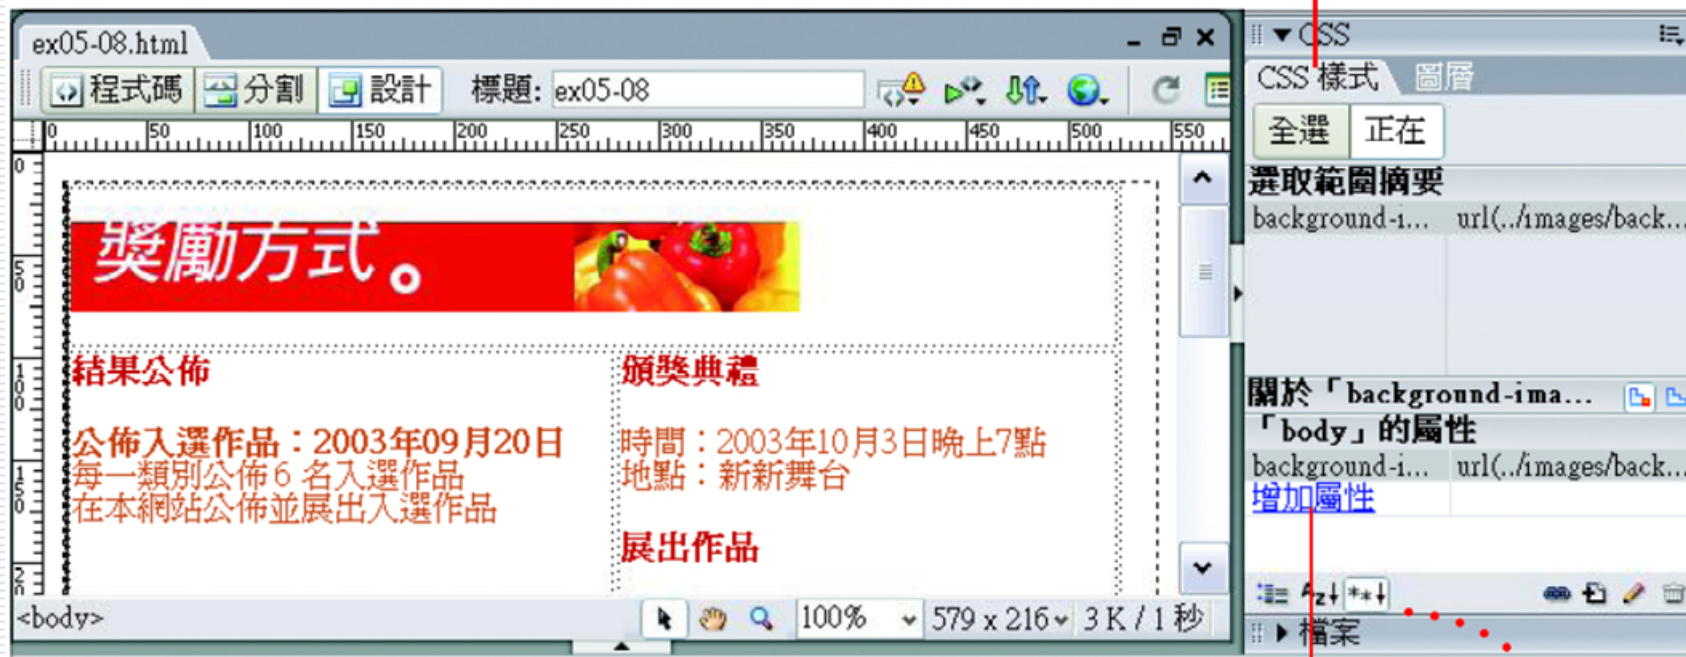 ex05-08.html
程式碼 分割 設計 標題: ex05-08
0 50 100 150 200 250 300 350 400 450 500 550
獎勵方式。
結果公佈
公佈入選作品：2003年09月20日
每一類別公佈 6 名入選作品
在本網站公佈並展出入選作品
頒獎典禮
時間：2003年10月3日晚上7點
地點：新新舞台
展出作品
<body> 100% 579 x 216 3 K / 1 秒
CSS
CSS 樣式 圖層
全選 正在
選取範圍摘要
background-i... url(../images/back...
關於「background-ima...
「body」的屬性
background-i... url(../images/back...
增加屬性
檔案